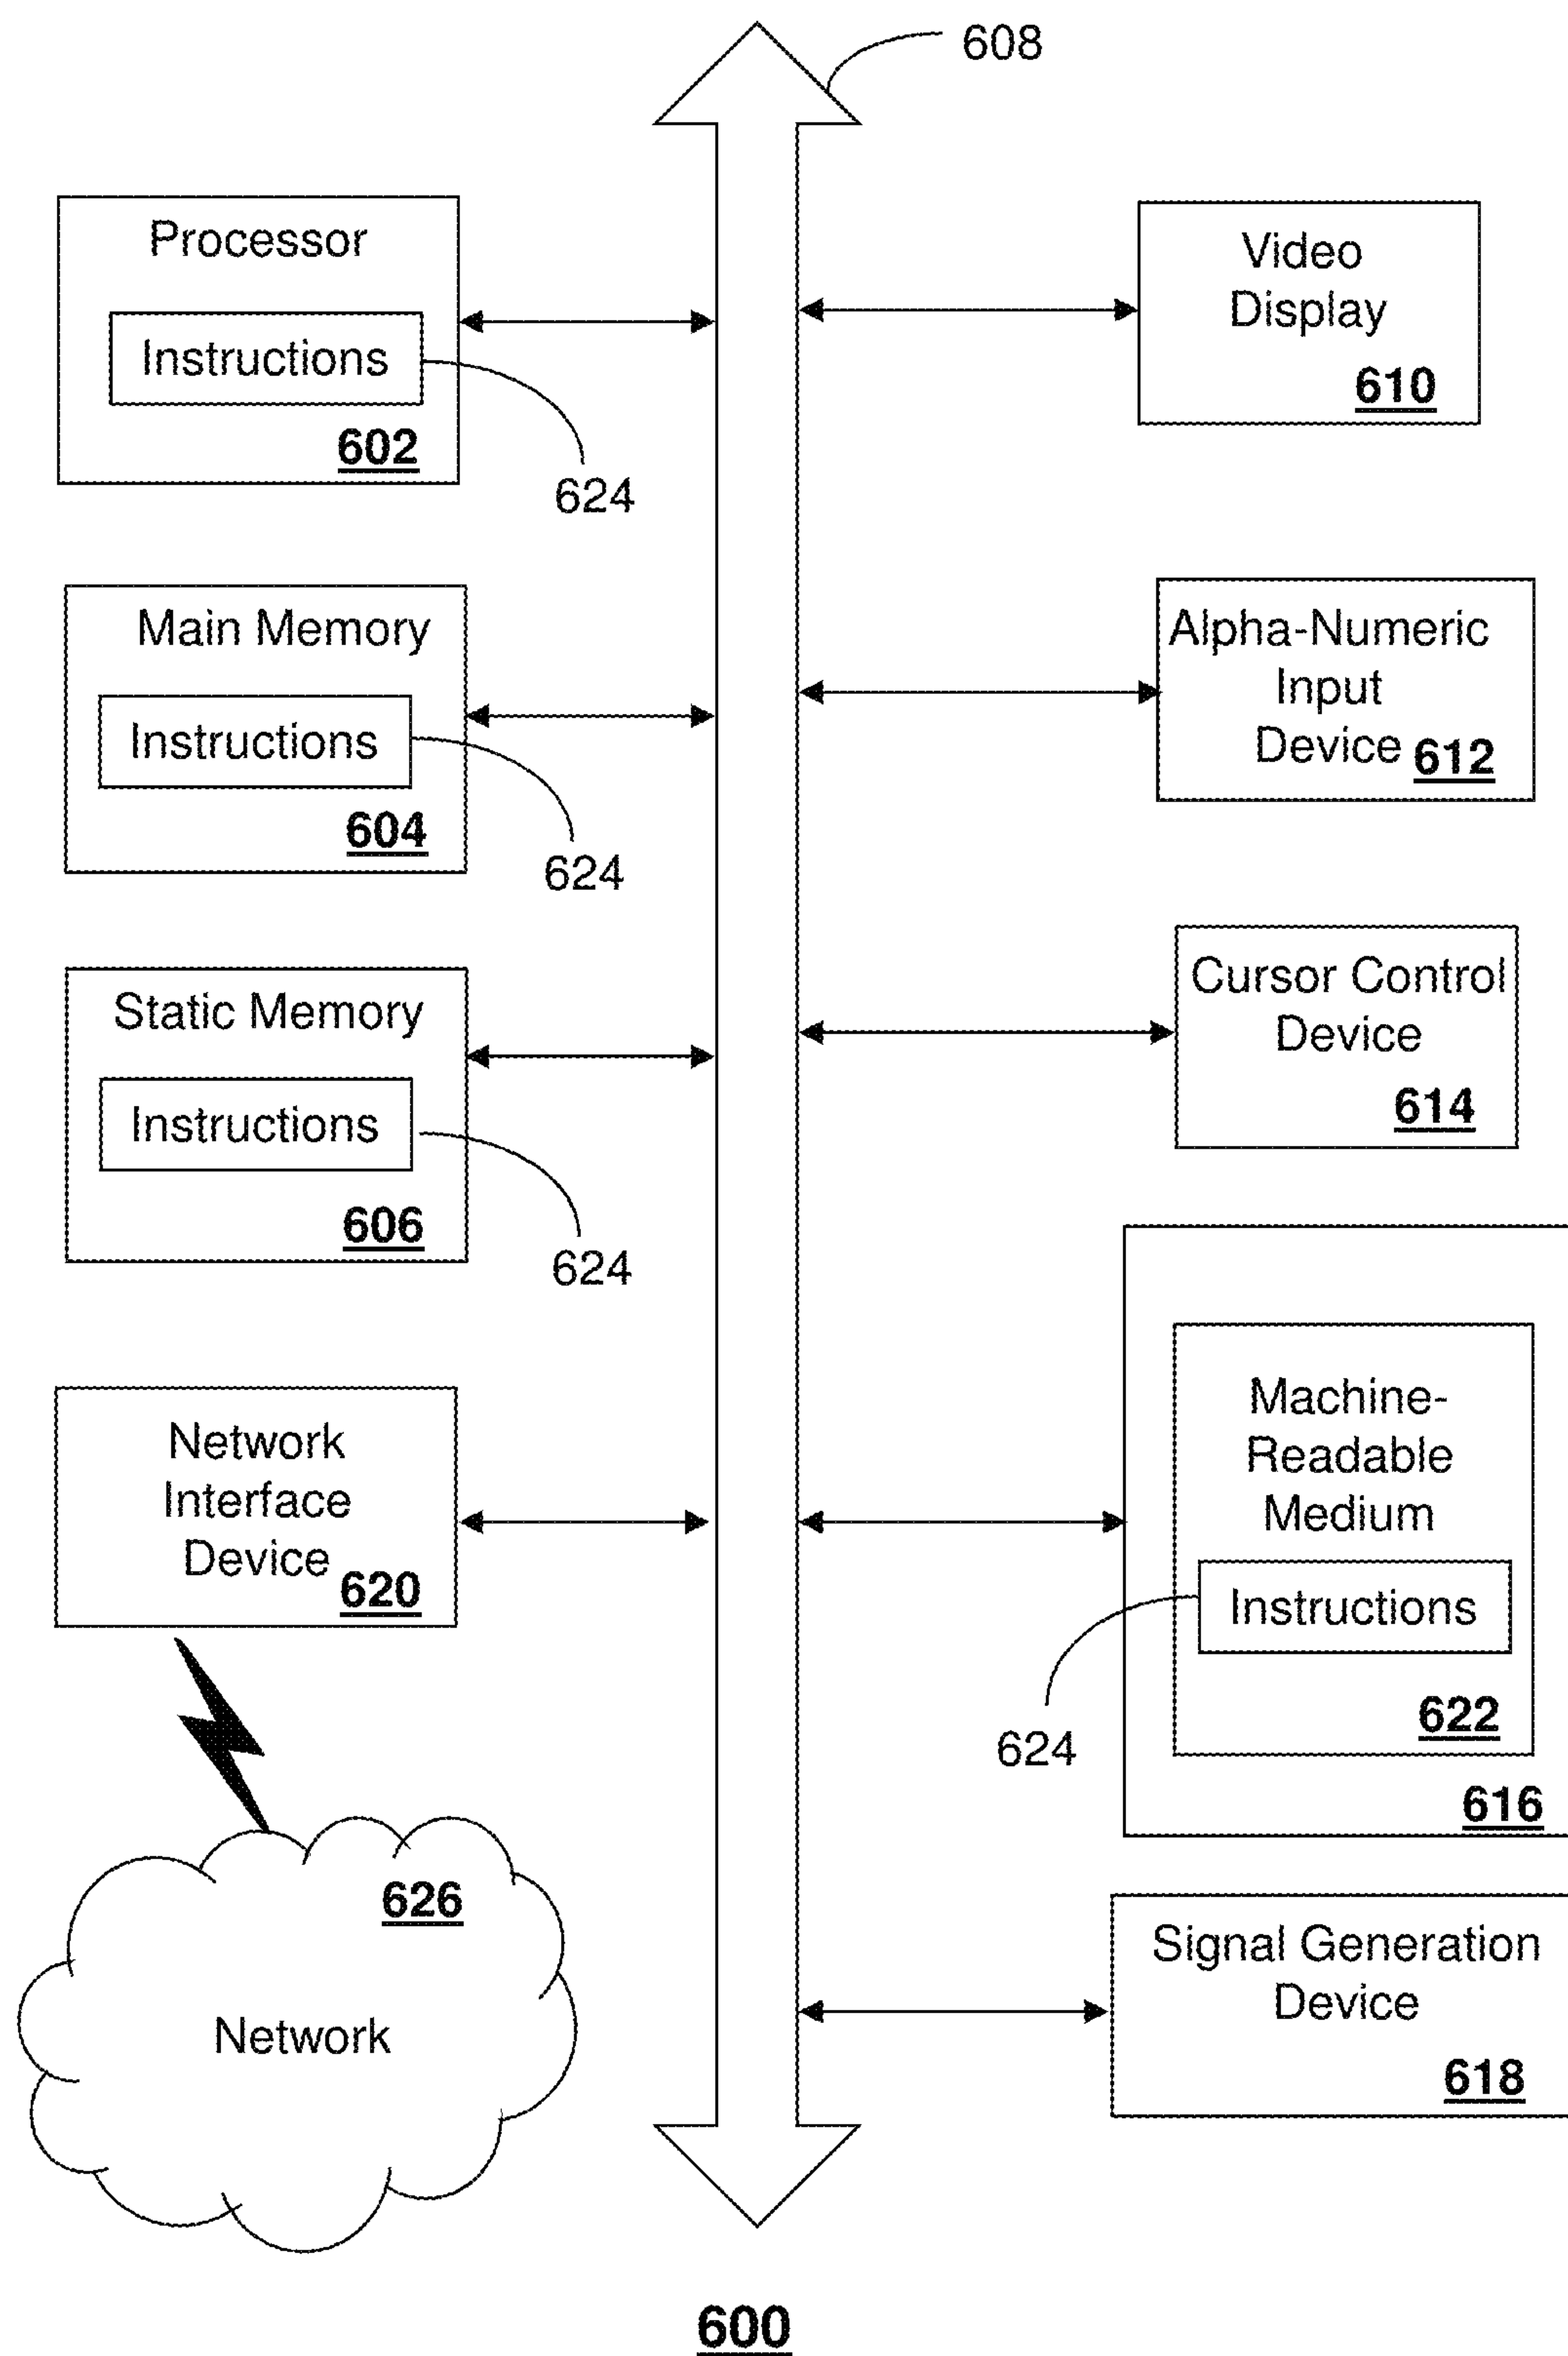 608
Processor
Instructions
602
624
Main Memory
Instructions
604
624
Static Memory
Instructions
606
624
Network
Interface
Device
620
626
Network
Video
Display
610
Alpha-Numeric
Input
Device 612
Cursor Control
Device
614
Machine-
Readable
Medium
Instructions
624
622
616
Signal Generation
Device
618
600